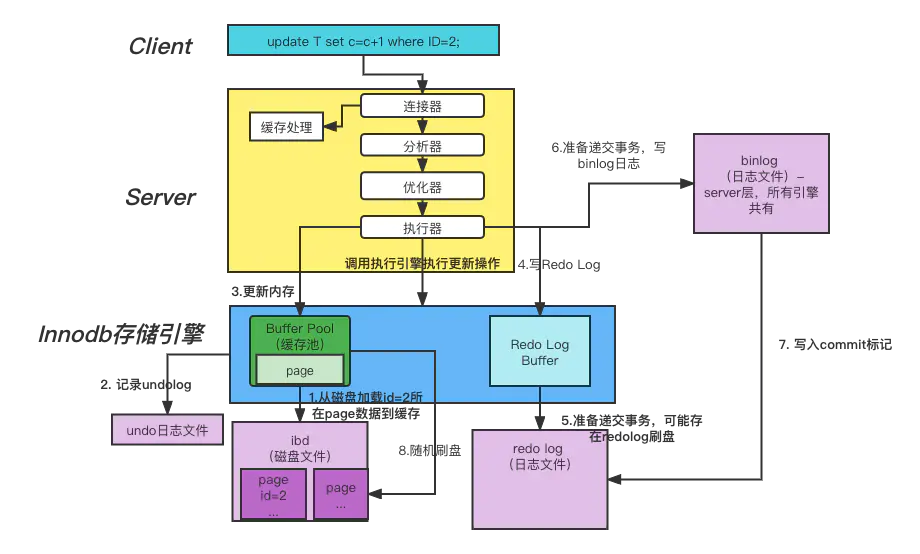 Client
update T set c=c+1 where ID=2;
Server
连接器
缓存处理
分析器
优化器
执行器
调用执行引擎执行更新操作
6.准备递交事务，写
binlog日志
binlog
（日志文件）-
server层，所有引擎
共有
4.写Redo Log
3.更新内存
Innodb存储引擎
Buffer Pool
（缓存池）
page
Redo Log
Buffer
7. 写入commit标记
2. 记录undolog
undo日志文件
1.从磁盘加载id=2所
在page数据到缓存
5.准备递交事务，可能存
在redolog刷盘
8.随机刷盘
ibd
（磁盘文件）
page
id=2
...
page
...
redo log
（日志文件）